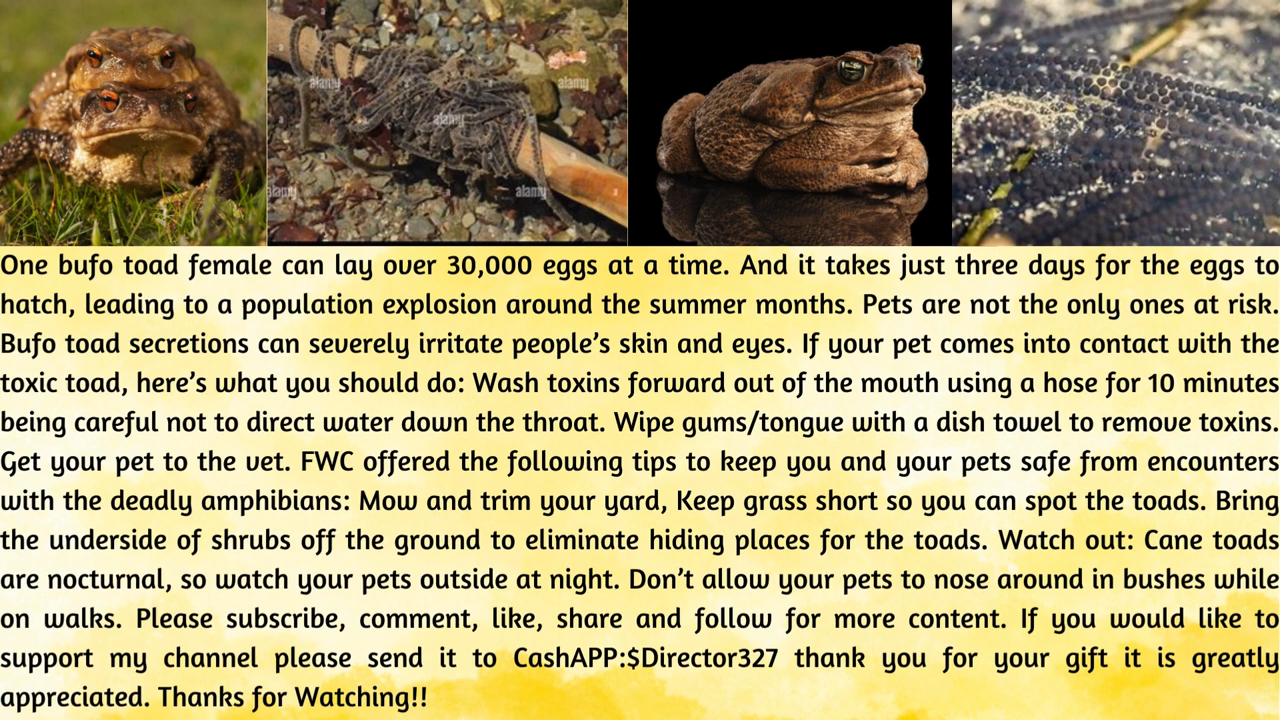 alamy
alamy
alamy
alamy
alamy
One bufo toad female can lay over 30,000 eggs at a time. And it takes just three days for the eggs to
hatch, leading to a population explosion around the summer months. Pets are not the only ones at risk.
Bufo toad secretions can severely irritate people’s skin and eyes. If your pet comes into contact with the
toxic toad, here’s what you should do: Wash toxins forward out of the mouth using a hose for 10 minutes
being careful not to direct water down the throat. Wipe gums/tongue with a dish towel to remove toxins.
Get your pet to the vet. FWC offered the following tips to keep you and your pets safe from encounters
with the deadly amphibians: Mow and trim your yard, Keep grass short so you can spot the toads. Bring
the underside of shrubs off the ground to eliminate hiding places for the toads. Watch out: Cane toads
are nocturnal, so watch your pets outside at night. Don’t allow your pets to nose around in bushes while
on walks. Please subscribe, comment, like, share and follow for more content. If you would like to
support my channel please send it to CashAPP:$Director327 thank you for your gift it is greatly
appreciated. Thanks for Watching!!